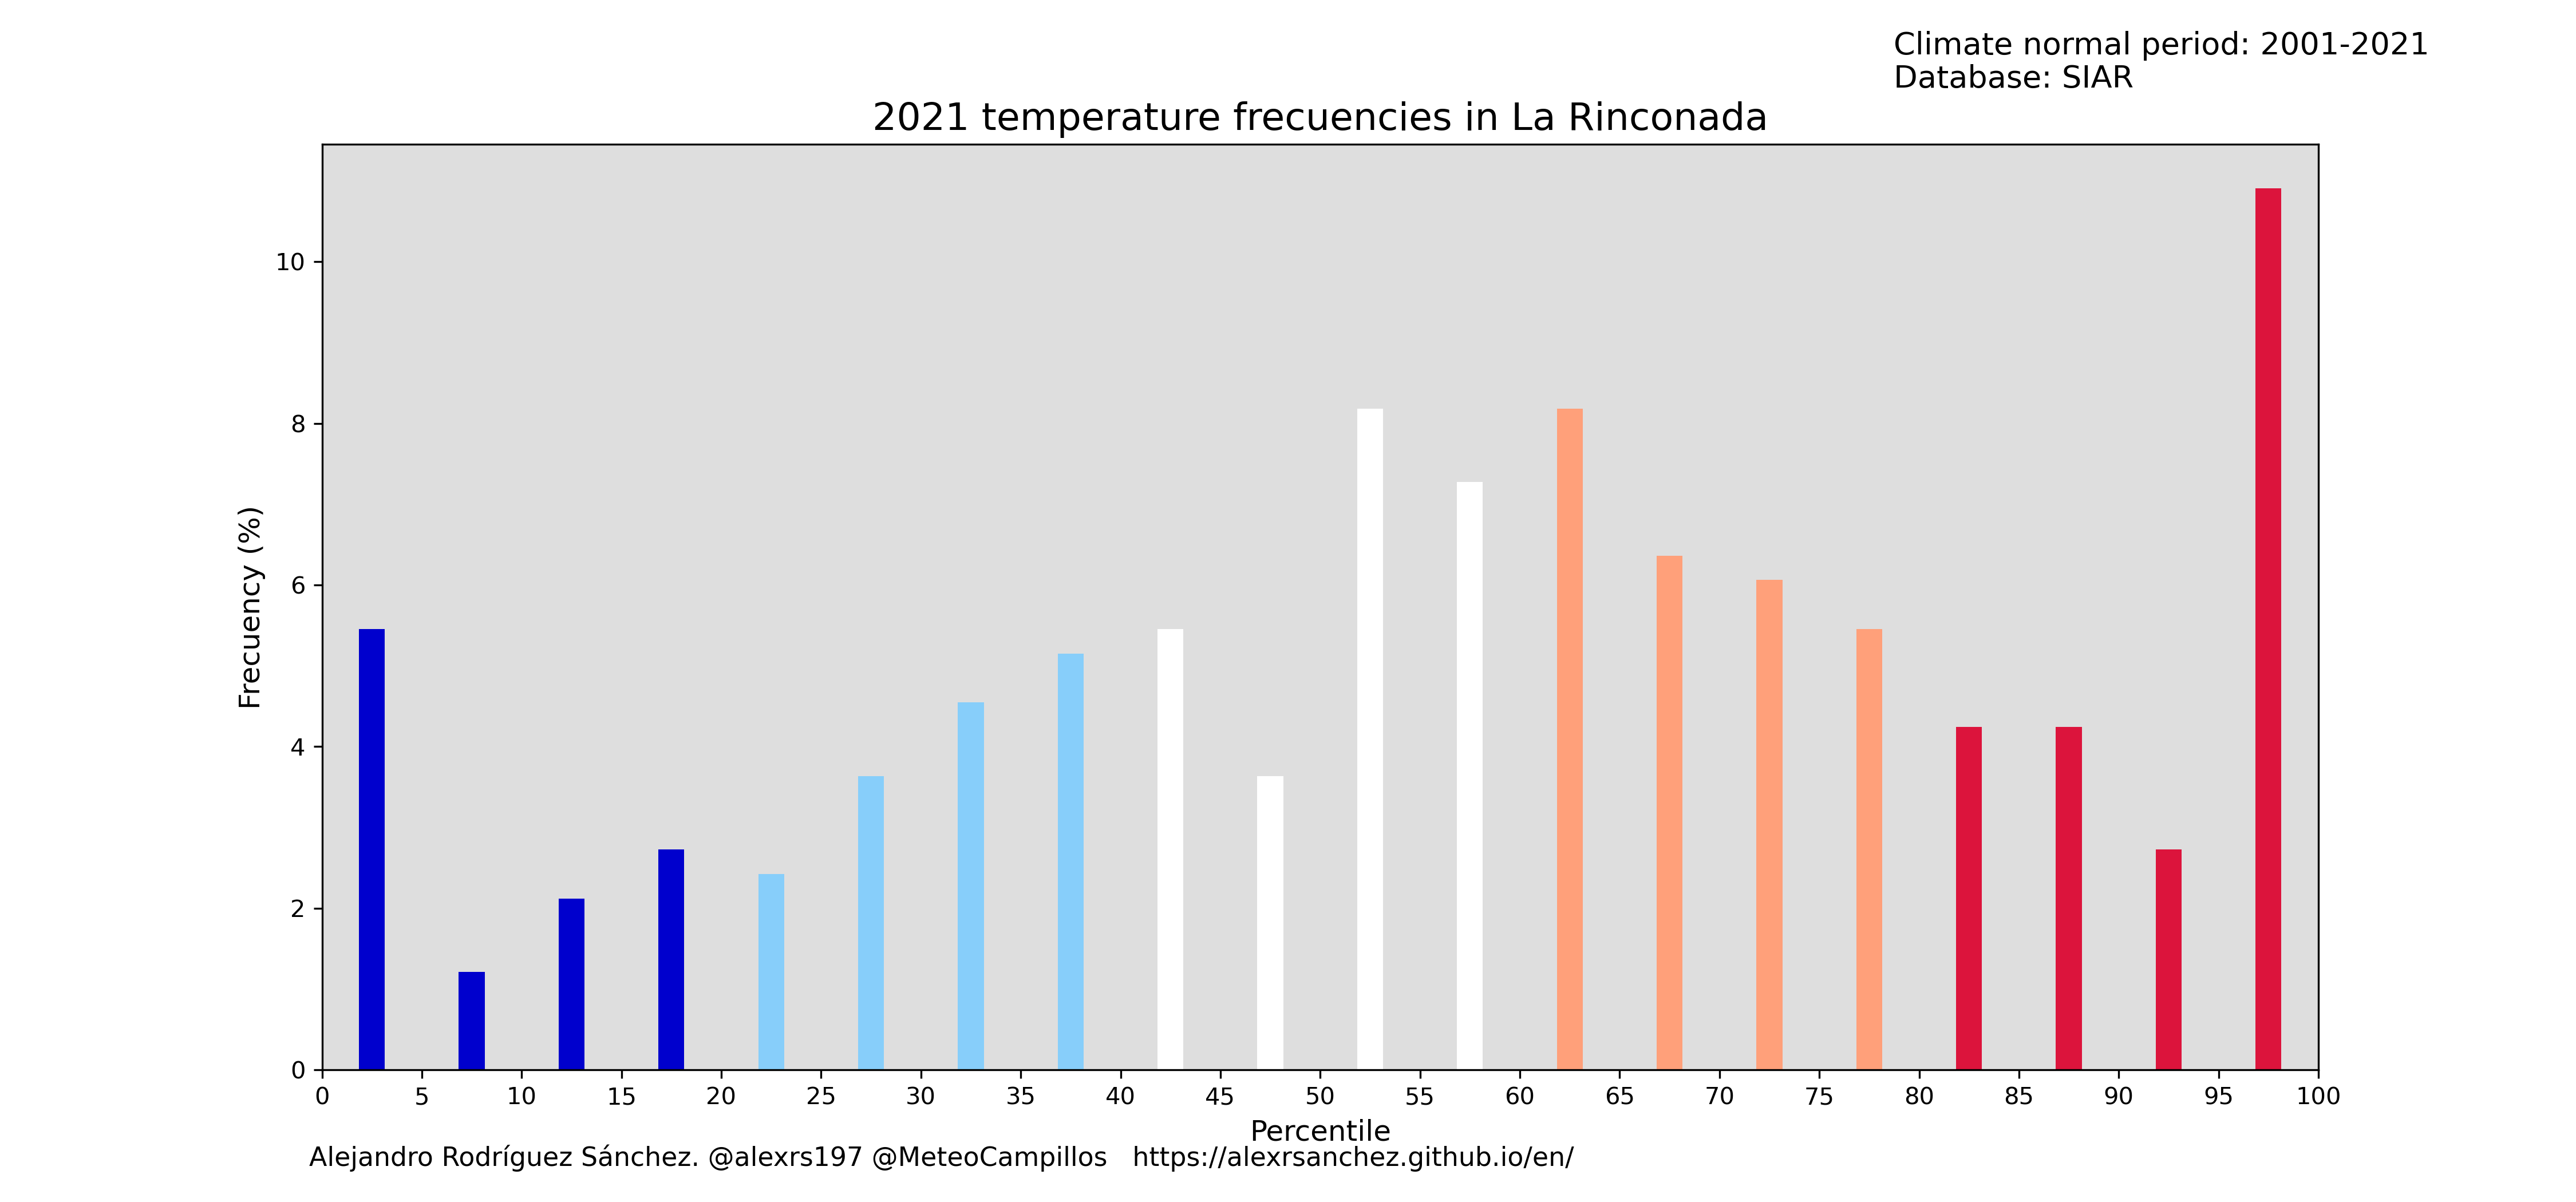 Climate normal period: 2001-2021
Database: SIAR
2021 temperature frecuencies in La Rinconada
Frecuency (%)
10
8
6
4
2
0
0 5 10 15 20 25 30 35 40 45 50 55 60 65 70 75 80 85 90 95 100
Percentile
Alejandro Rodríguez Sánchez. @alexrs197 @MeteoCampillos https://alexrsanchez.github.io/en/